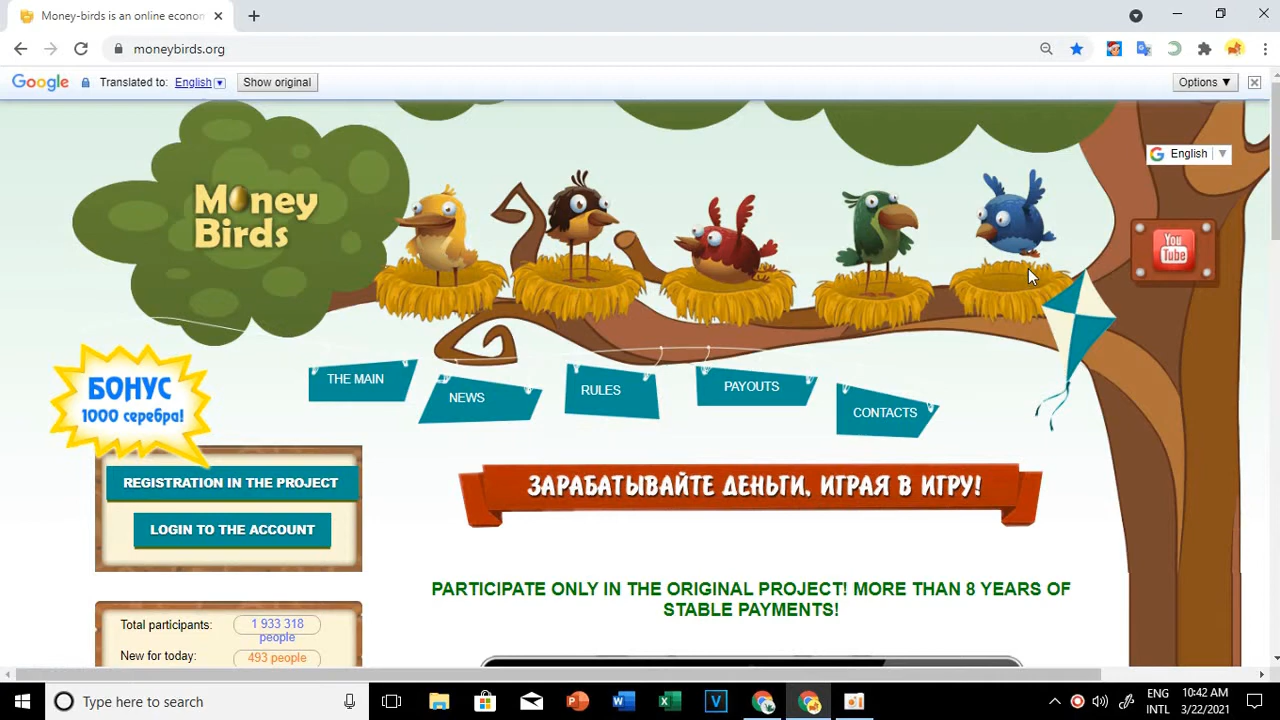 Money-birds is an online econom
moneybirds.org
Google Translated to: English Show original Options
English
Money
Birds
You
Tube
THE MAIN
NEWS
RULES
PAYOUTS
CONTACTS
БОНУС
1000 серебра!
REGISTRATION IN THE PROJECT
LOGIN TO THE ACCOUNT
ЗАРАБАТЫВАЙТЕ ДЕНЬГИ, ИГРАЯ В ИГРУ!
PARTICIPATE ONLY IN THE ORIGINAL PROJECT! MORE THAN 8 YEARS OF
STABLE PAYMENTS!
Total participants: 1 933 318
people
New for today: 493 people
Type here to search
ENG
INTL
10:42 AM
3/22/2021